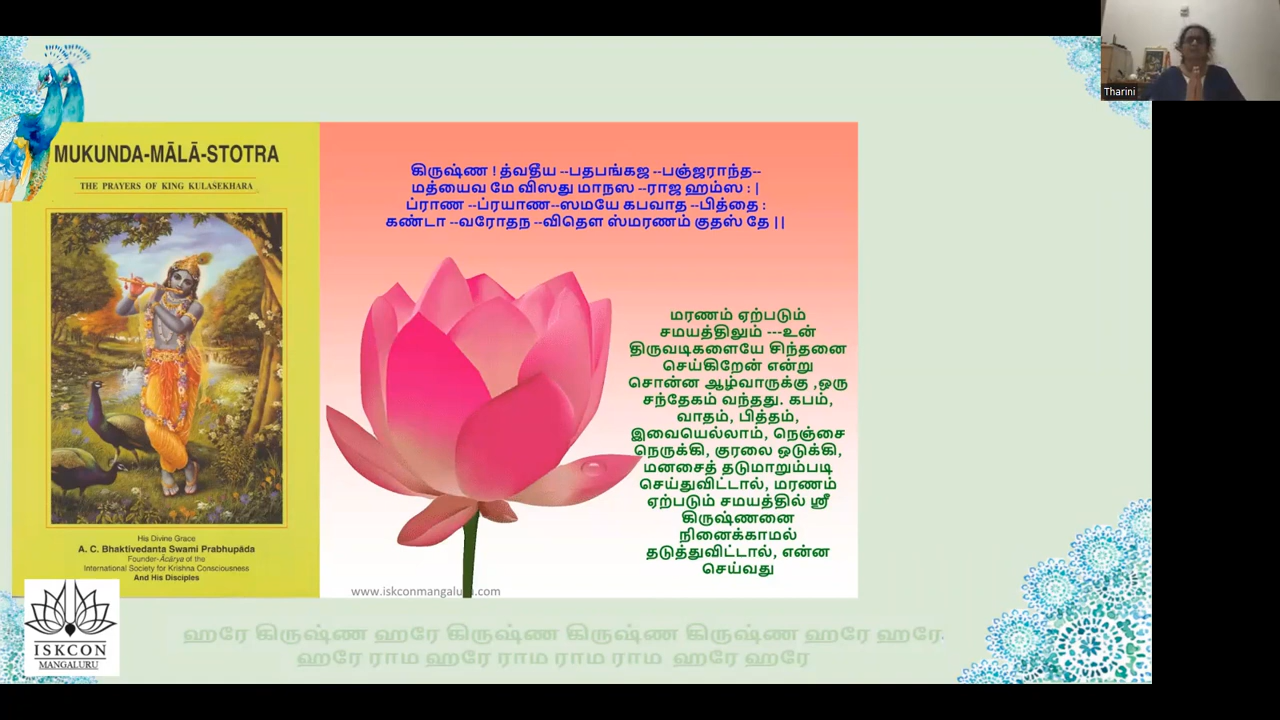 Tharini
MUKUNDA-MĀLĀ-STOTRA
THE PRAYERS OF KING KULAŚEKHARA
His Divine Grace
A. C. Bhaktivedanta Swami Prabhupāda
Founder-Ācārya of the
International Society for Krishna Consciousness
And His Disciples
கிருஷ்ண ! த்வதீய --பதபங்கஜ --பஞ்ஜராந்த--
மத்யைவ மே விஸது மாநஸ --ராஜ ஹம்ஸ : |
ப்ராண --ப்ரயாண--ஸமயே கபவாத --பித்தை :
கண்டா --வரோதந --விதௌ ஸ்மரணம் குதஸ் தே ||
மரணம் ஏற்படும்
சமயத்திலும் ---உன்
திருவடிகளையே சிந்தனை
செய்கிறேன் என்று
சொன்ன ஆழ்வாருக்கு ,ஒரு
சந்தேகம் வந்தது. கபம்,
வாதம், பித்தம்,
இவையெல்லாம், நெஞ்சை
நெருக்கி, குரலை ஒடுக்கி,
மனசைத் தடுமாறும்படி
செய்துவிட்டால், மரணம்
ஏற்படும் சமயத்தில் ஸ்ரீ
கிருஷ்ணனை
நினைக்காமல்
தடுத்துவிட்டால், என்ன
செய்வது
www.iskconmangaluru.com
ISKCON
MANGALURU
ஹரே கிருஷ்ண ஹரே கிருஷ்ண கிருஷ்ண கிருஷ்ண ஹரே ஹரே.
ஹரே ராம ஹரே ராம ராம ராம ஹரே ஹரே